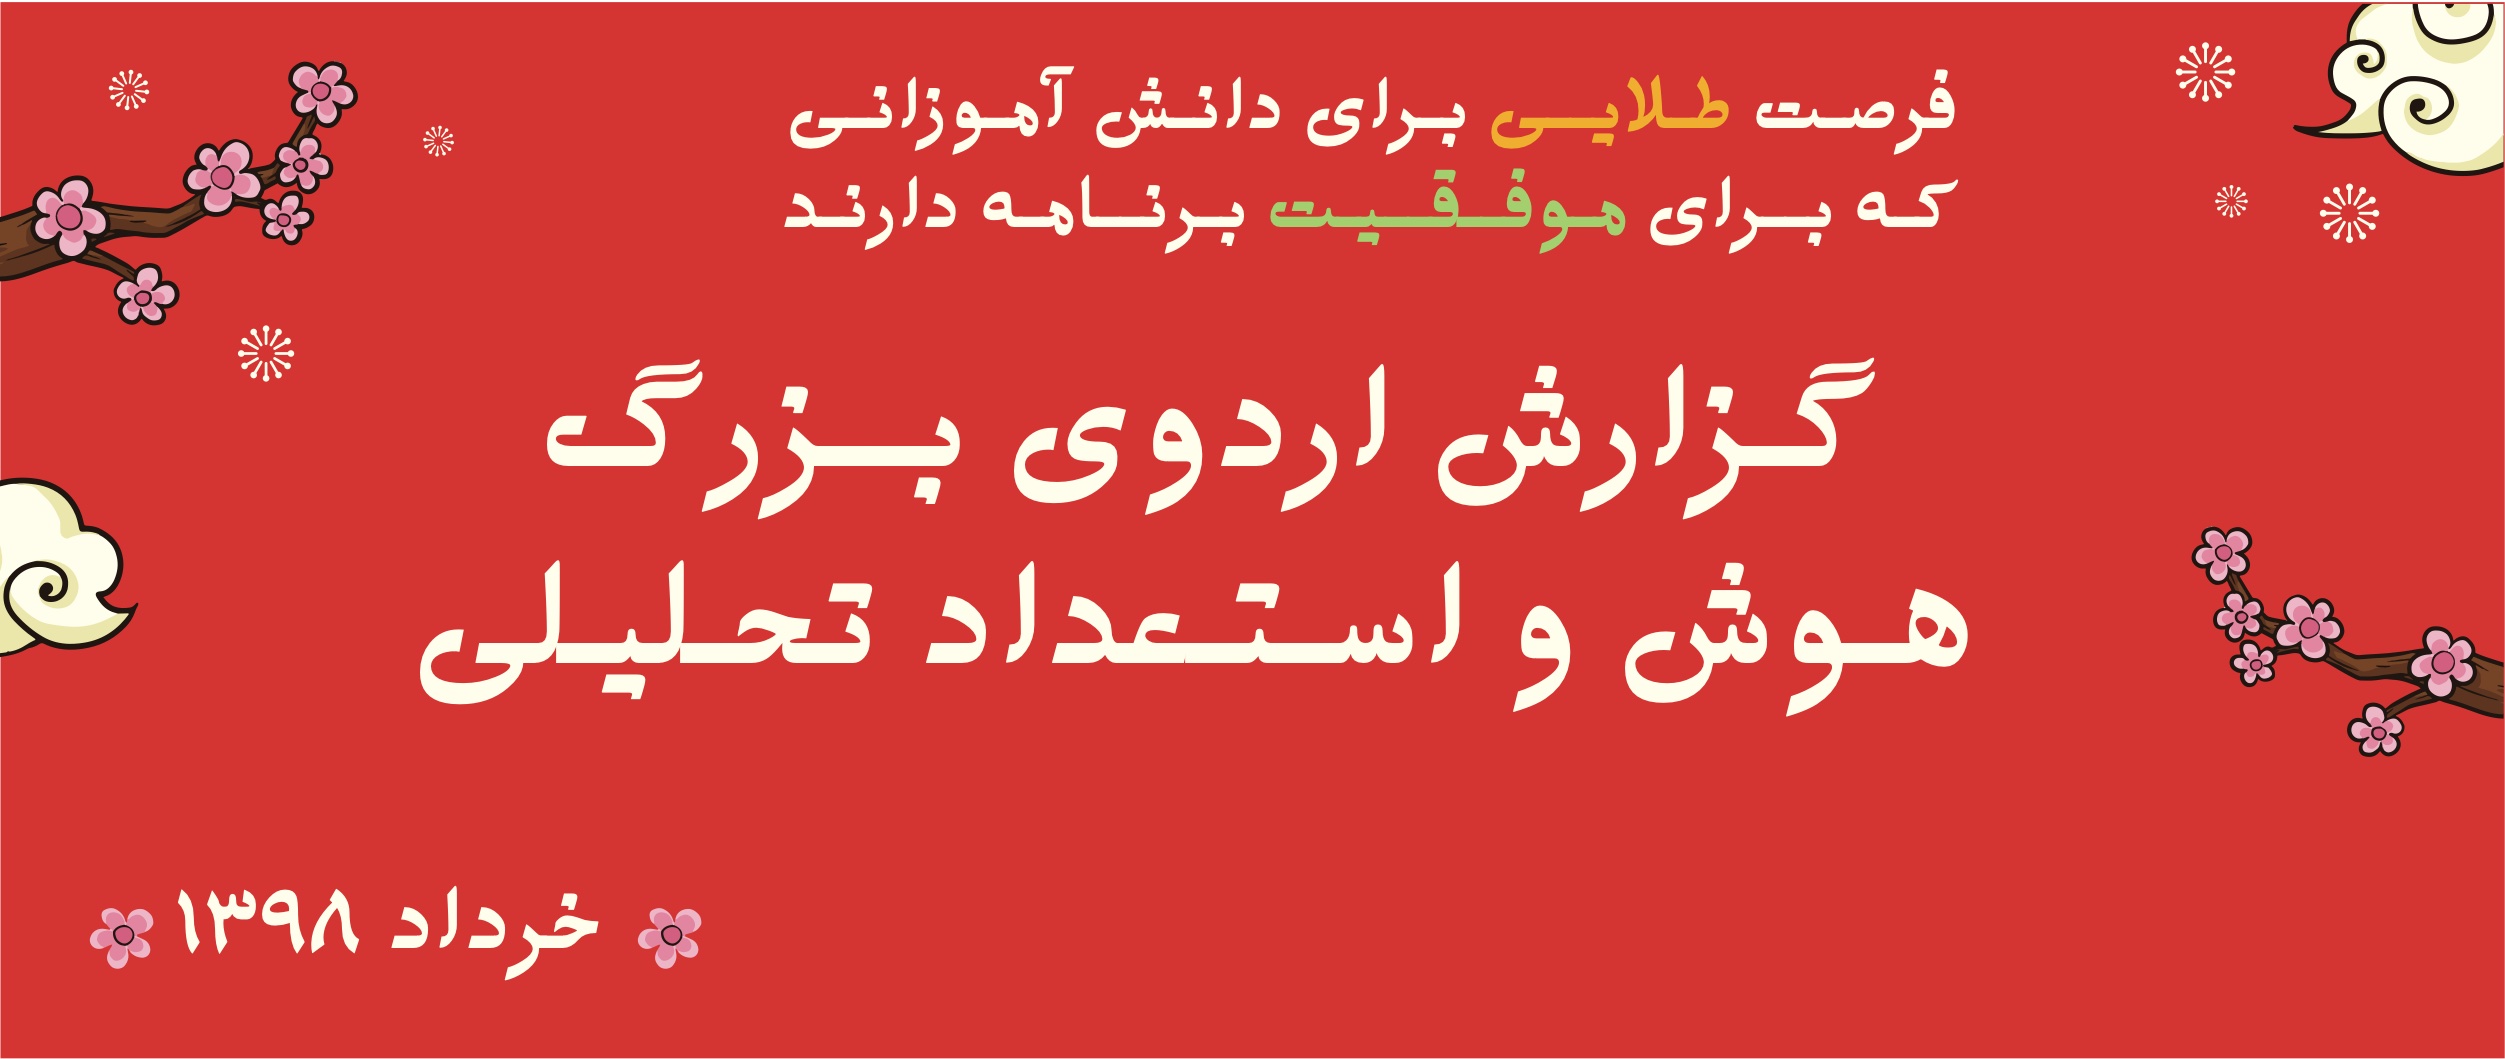 فرصت طلایی برای دانش آموزانی
که برای موفقیت برنامه دارند
گزارش اردوی بزرگ
هوش و استعداد تحلیلی
خرداد ۱۳۹۸